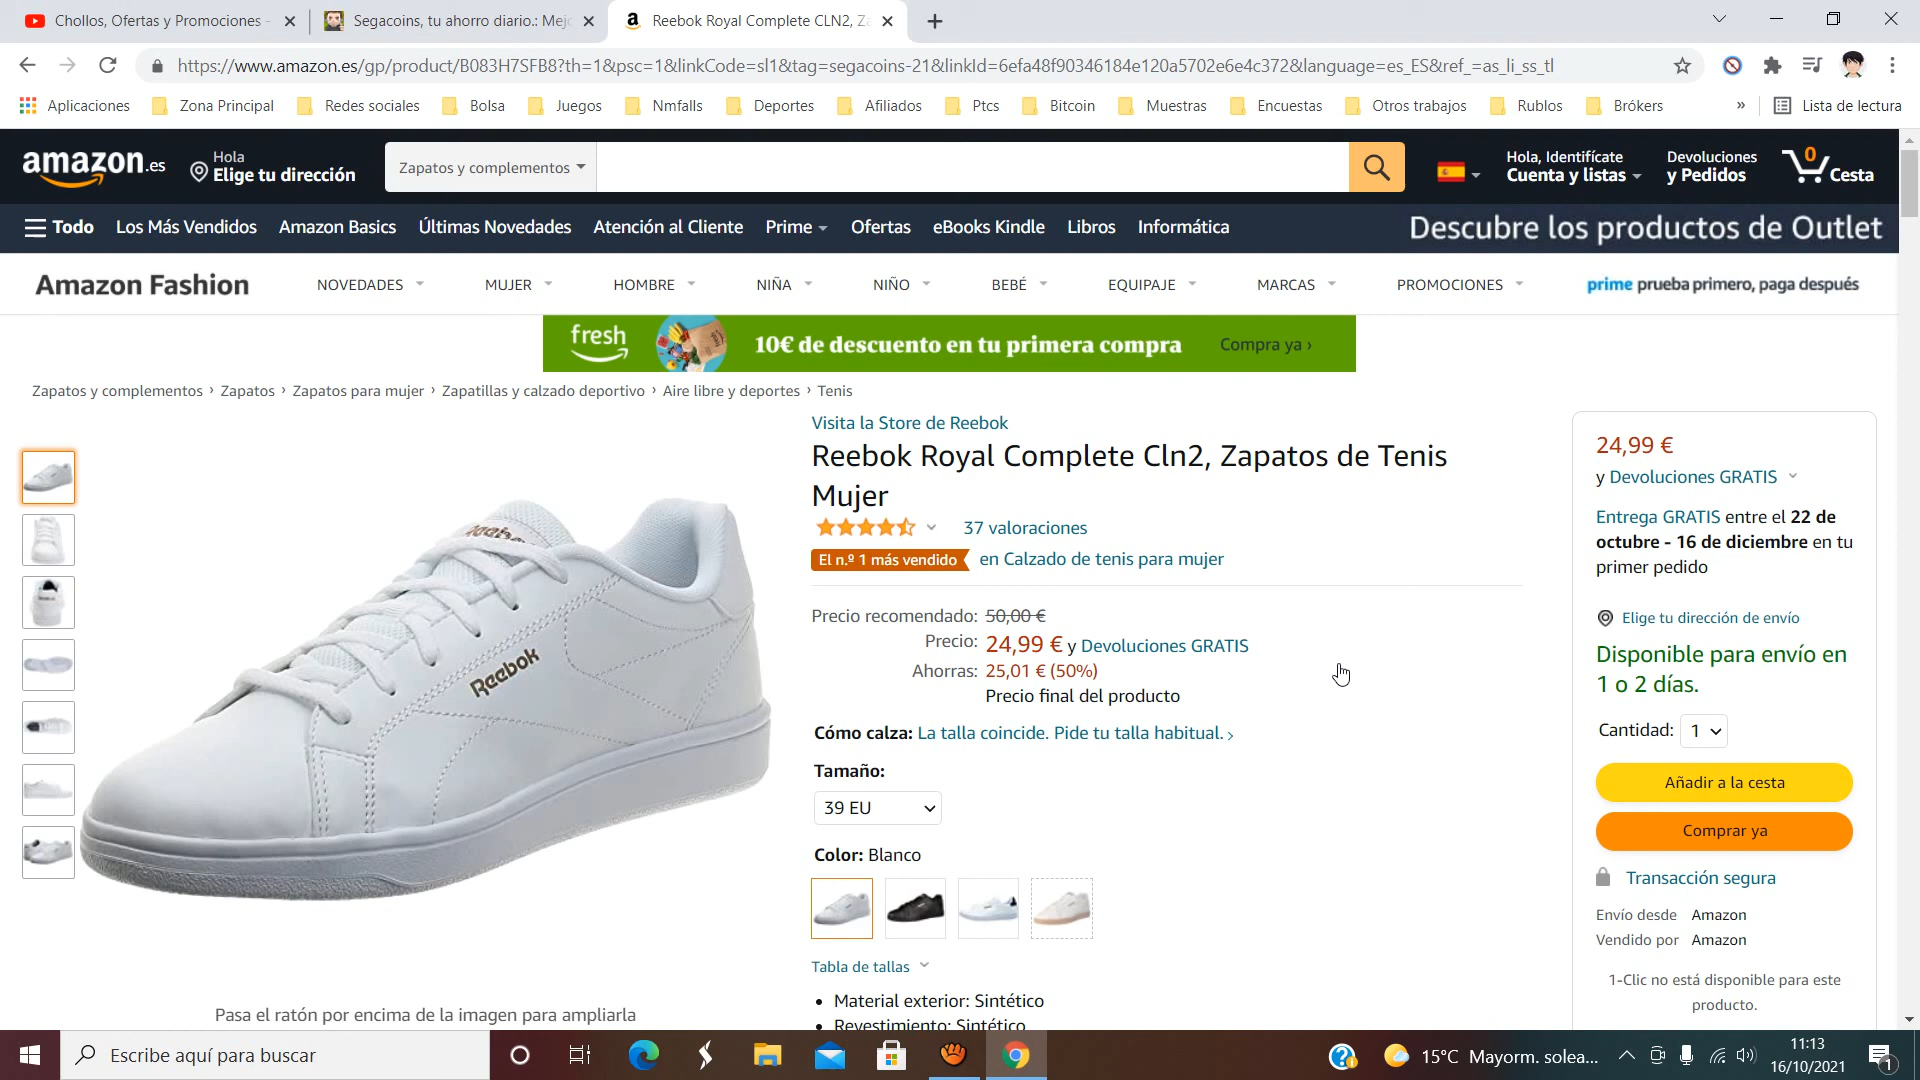 Chollos, Ofertas y Promociones -
Segacoins, tu ahorro diario.: Mejo
Reebok Royal Complete CLN2, Za
https://www.amazon.es/gp/product/B083H7SFB8?th=1&psc=1&linkCode=sl1&tag=segacoins-21&linkId=6efa48f90346184e120a5702e6e4c372&language=es_ES&ref_=as_li_ss_tl
Aplicaciones Zona Principal Redes sociales Bolsa Juegos Nmfalls Deportes Afiliados Ptcs Bitcoin Muestras Encuestas Otros trabajos Rublos Brókers » Lista de lectura
amazon.es
Hola
Elige tu dirección
Zapatos y complementos
Hola, Identifícate
Cuenta y listas
Devoluciones
y Pedidos
0
Cesta
Todo Los Más Vendidos Amazon Basics Últimas Novedades Atención al Cliente Prime Ofertas eBooks Kindle Libros Informática
Descubre los productos de Outlet
Amazon Fashion NOVEDADES MUJER HOMBRE NIÑA NIÑO BEBÉ EQUIPAJE MARCAS PROMOCIONES prime prueba primero, paga después
fresh 10€ de descuento en tu primera compra Compra ya ›
Zapatos y complementos › Zapatos › Zapatos para mujer › Zapatillas y calzado deportivo › Aire libre y deportes › Tenis
Reebok
Reebok
Pasa el ratón por encima de la imagen para ampliarla
Visita la Store de Reebok
Reebok Royal Complete Cln2, Zapatos de Tenis
Mujer
37 valoraciones
El n.º 1 más vendido en Calzado de tenis para mujer
Precio recomendado: 50,00 €
Precio: 24,99 € y Devoluciones GRATIS
Ahorras: 25,01 € (50%)
Precio final del producto
Cómo calza: La talla coincide. Pide tu talla habitual. ›
Tamaño:
39 EU
Color: Blanco
Tabla de tallas
• Material exterior: Sintético
• Revestimiento: Sintético
24,99 €
y Devoluciones GRATIS
Entrega GRATIS entre el 22 de
octubre - 16 de diciembre en tu
primer pedido
Elige tu dirección de envío
Disponible para envío en
1 o 2 días.
Cantidad: 1
Añadir a la cesta
Comprar ya
Transacción segura
Envío desde Amazon
Vendido por Amazon
1-Clic no está disponible para este
producto.
Escribe aquí para buscar
15°C Mayorm. solea...
11:13
16/10/2021
1